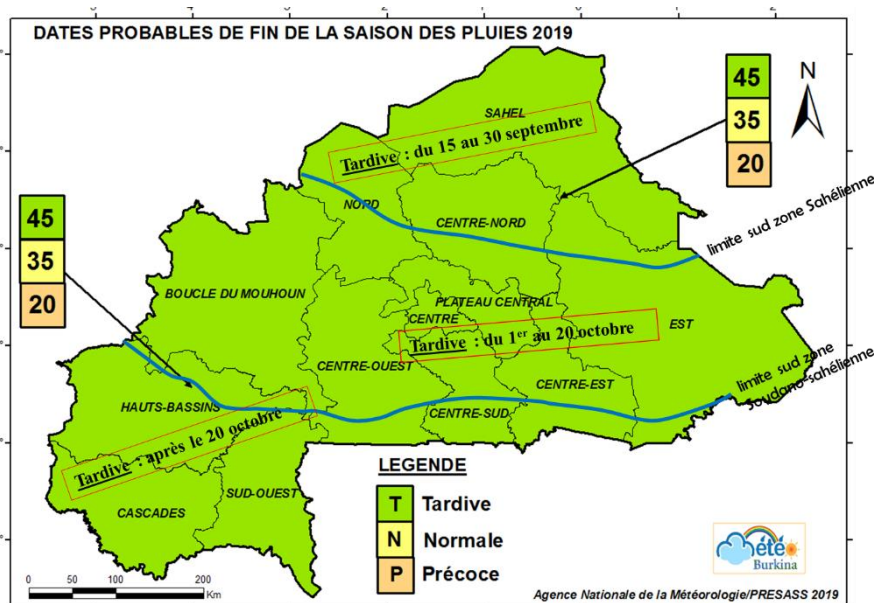 DATES PROBABLES DE FIN DE LA SAISON DES PLUIES 2019
N
45
35
20
SAHEL
Tardive : du 15 au 30 septembre
NORD
CENTRE-NORD
limite sud zone Sahélienne
45
35
20
BOUCLE DU MOUHOUN
PLATEAU CENTRAL
CENTRE
EST
Tardive : du 1er au 20 octobre
CENTRE-OUEST
CENTRE-EST
limite sud zone
Soudano-sahélienne
HAUTS-BASSINS
CENTRE-SUD
Tardive : après le 20 octobre
SUD-OUEST
CASCADES
LEGENDE
T Tardive
N Normale
P Précoce
0 50 100 200
Km
météo
Burkina
Agence Nationale de la Météorologie/PRESASS 2019